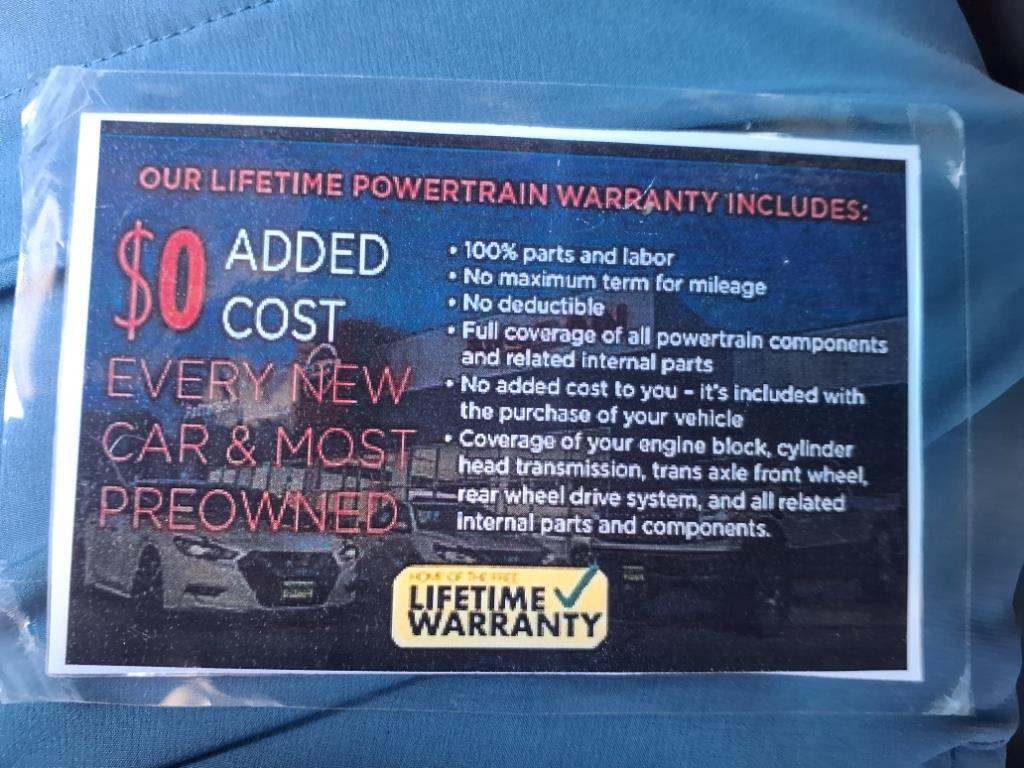 OUR LIFETIME POWERTRAIN WARRANTY INCLUDES:
$0 ADDED
COST
EVERY NEW
CAR & MOST
PREOWNED
• 100% parts and labor
• No maximum term for mileage
• No deductible
• Full coverage of all powertrain components
and related internal parts
• No added cost to you – it's included with
the purchase of your vehicle
• Coverage of your engine block, cylinder
head transmission, trans axle front wheel,
rear wheel drive system, and all related
internal parts and components.
HOME OF THE FREE
LIFETIME
WARRANTY